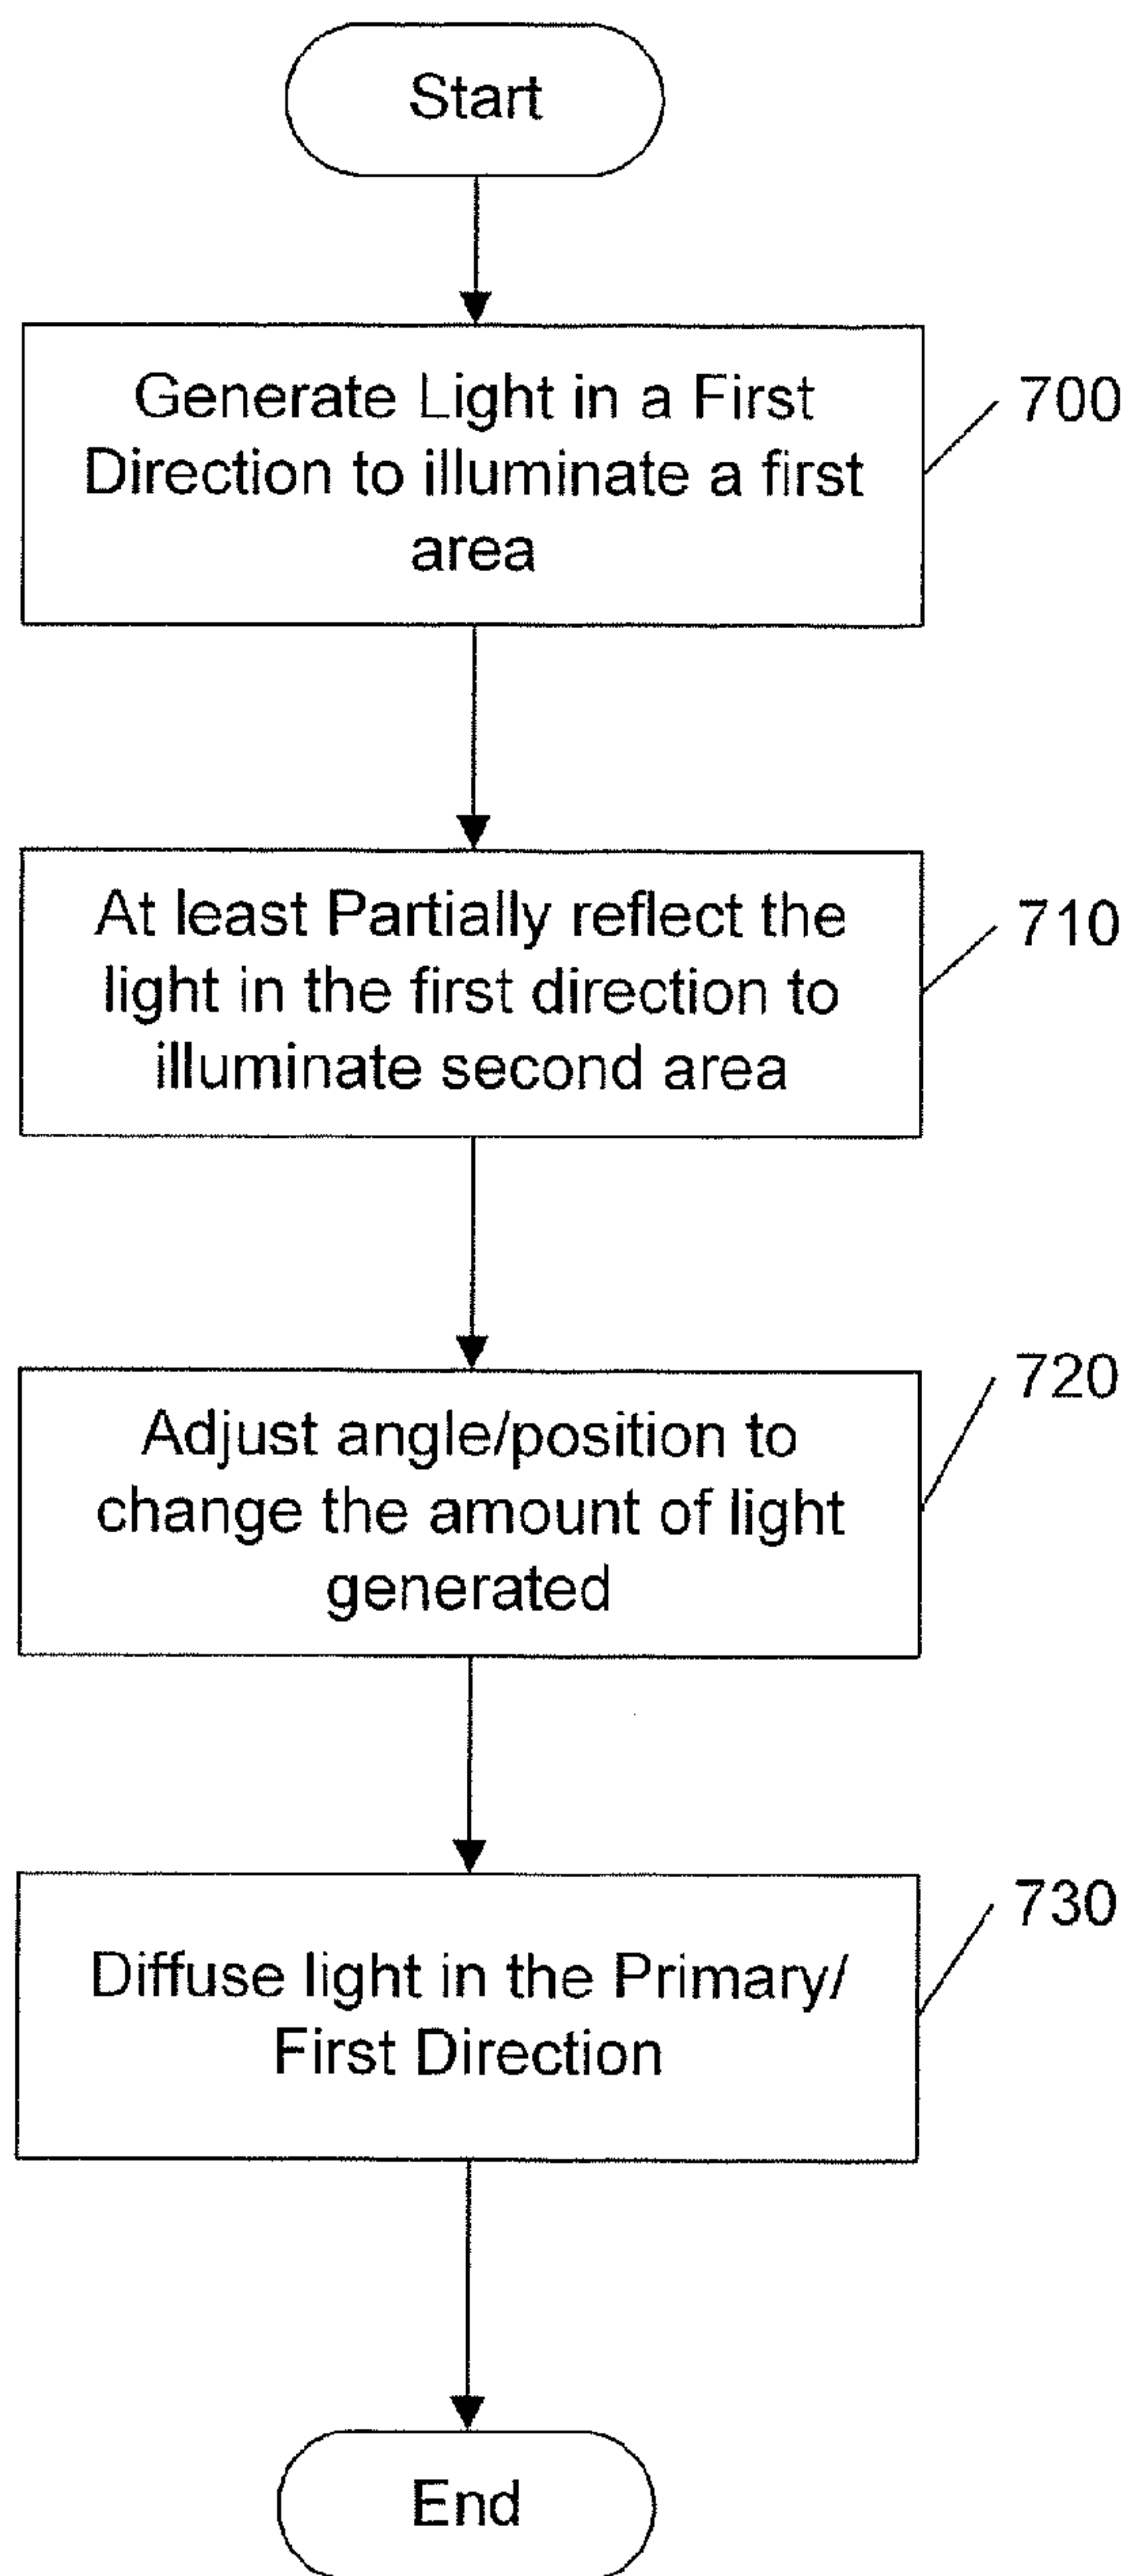 Start
Generate Light in a First
Direction to illuminate a first
area
700
At least Partially reflect the
light in the first direction to
illuminate second area
710
Adjust angle/position to
change the amount of light
generated
720
Diffuse light in the Primary/
First Direction
730
End